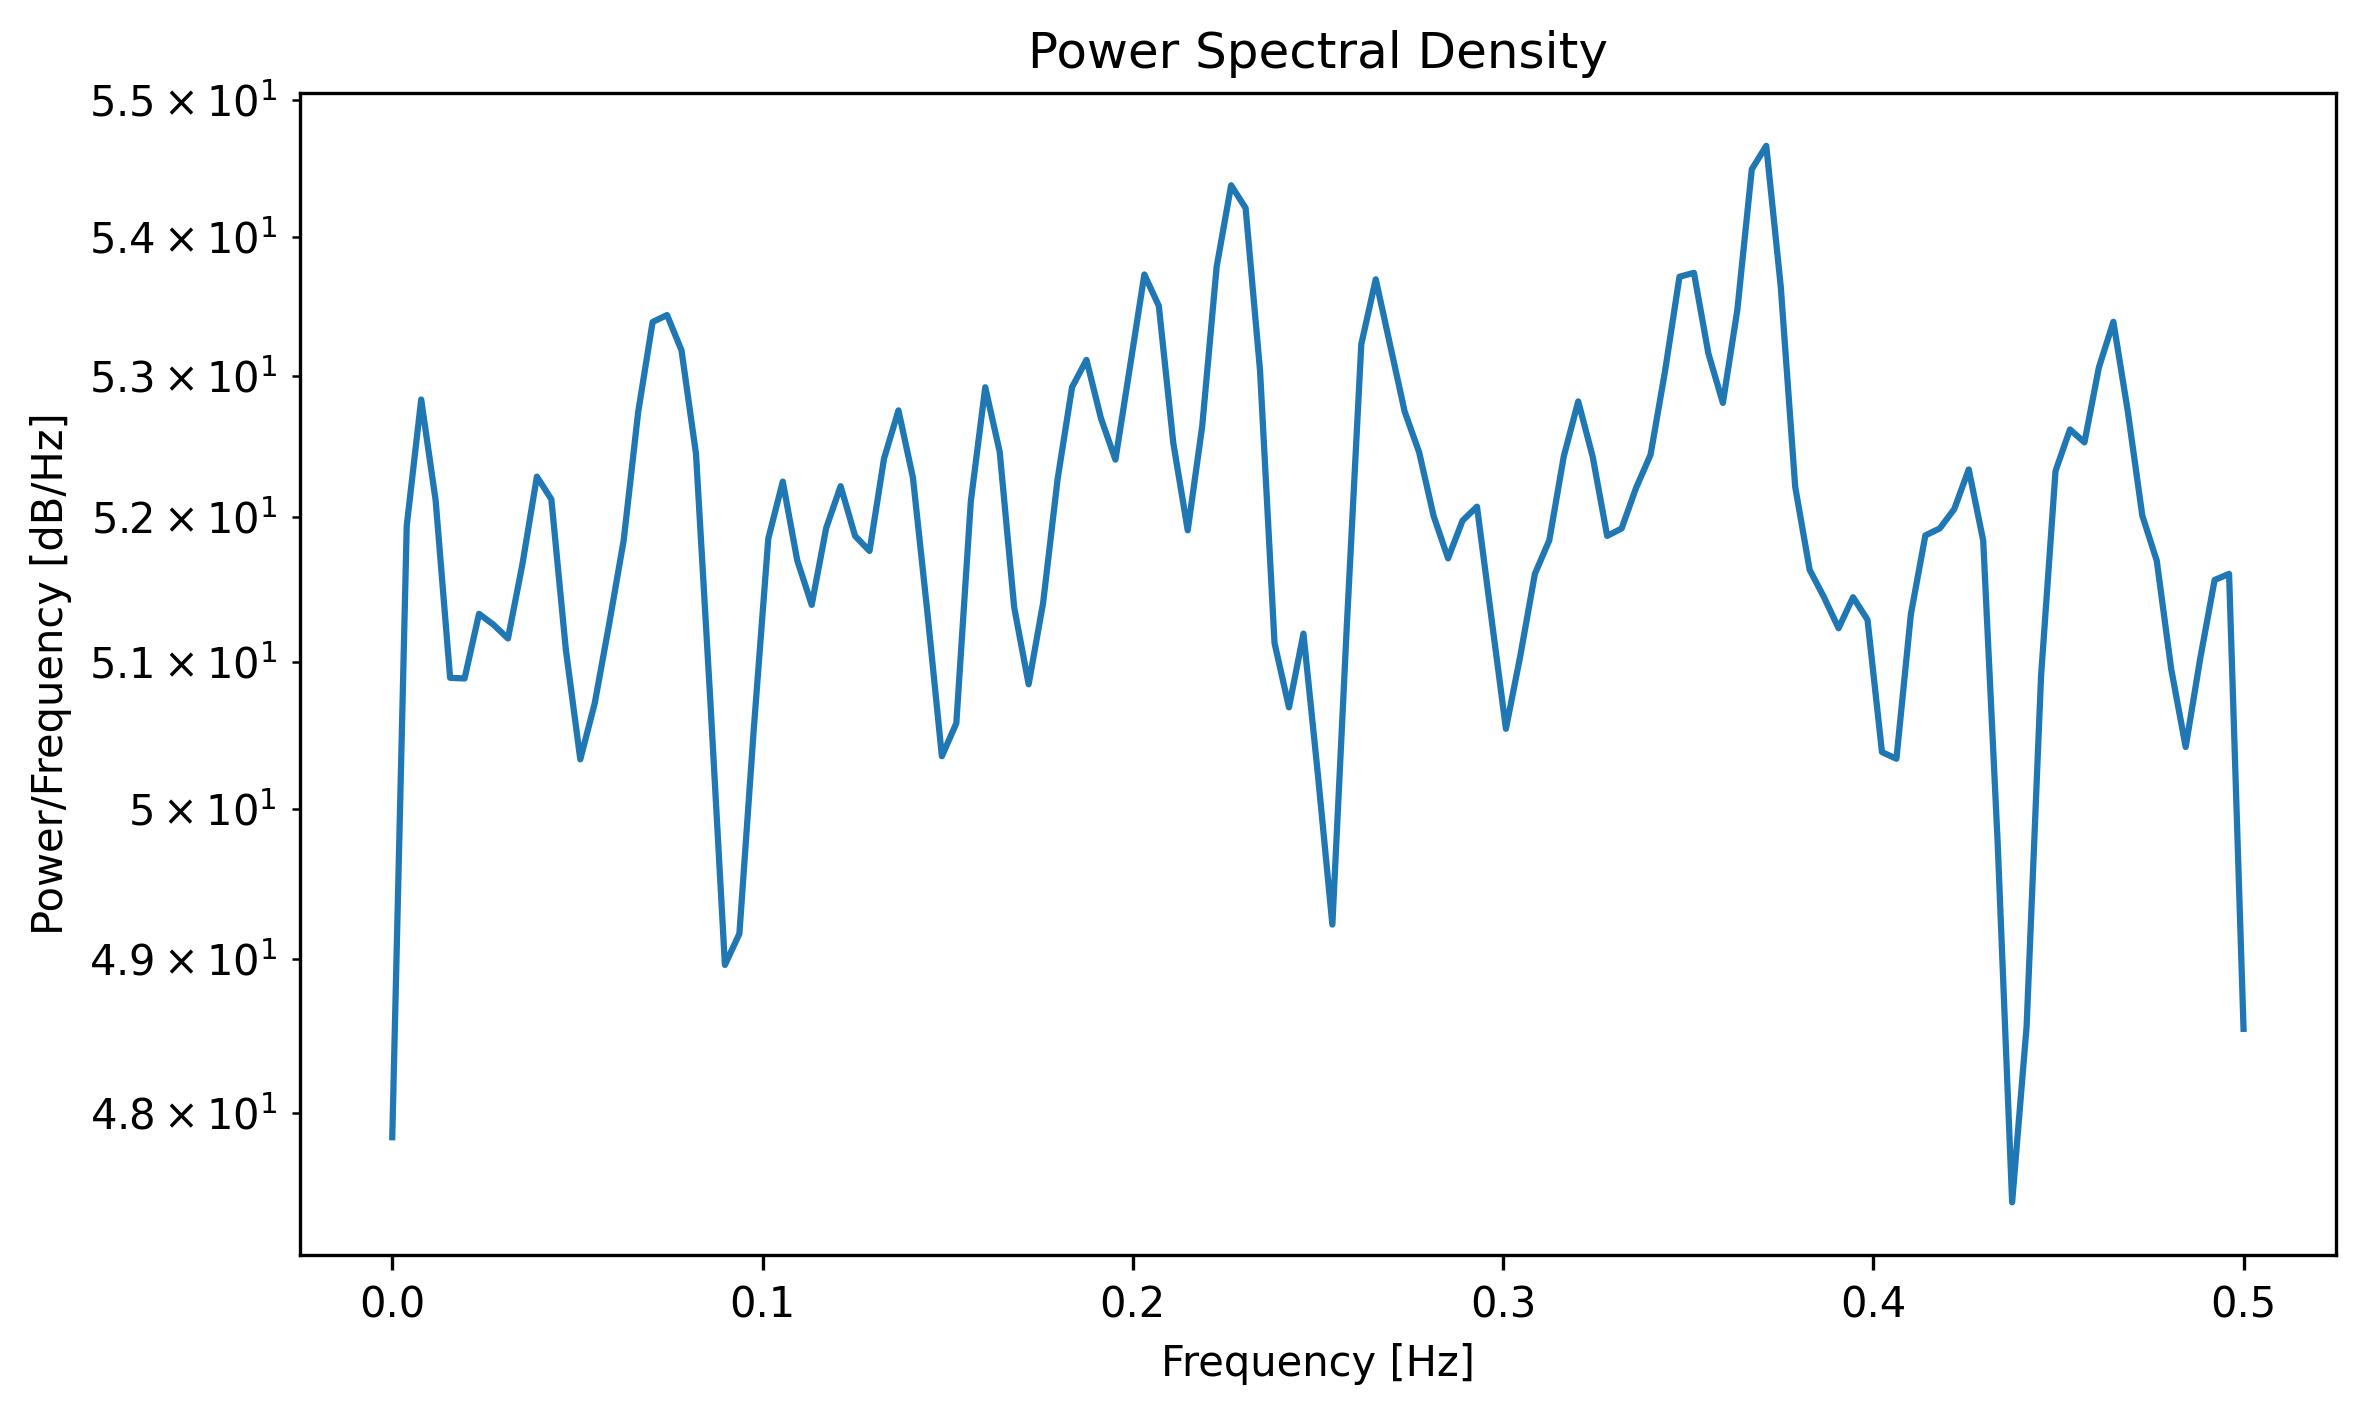 Power Spectral Density
5.5 × 10¹
5.4 × 10¹
5.3 × 10¹
5.2 × 10¹
5.1 × 10¹
5 × 10¹
4.9 × 10¹
4.8 × 10¹
Power/Frequency [dB/Hz]
0.0 0.1 0.2 0.3 0.4 0.5
Frequency [Hz]